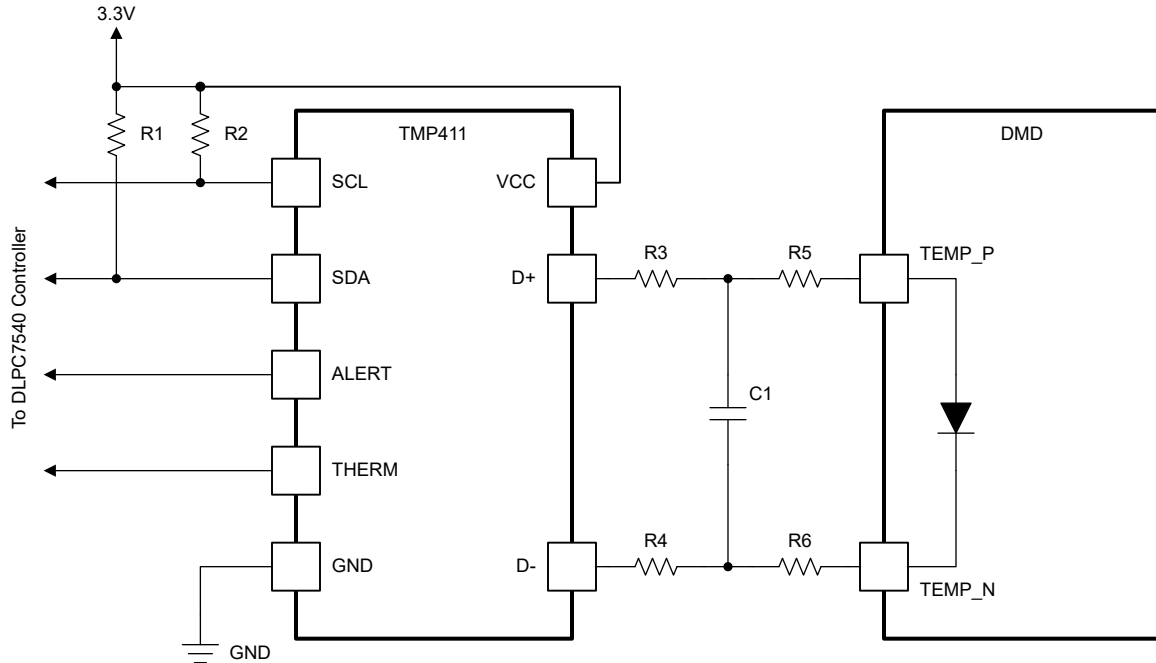 3.3V
R1
R2
TMP411
DMD
SCL
VCC
SDA
D+
R3
R5
TEMP_P
To DLPC7540 Controller
ALERT
C1
THERM
GND
D-
R4
R6
TEMP_N
GND